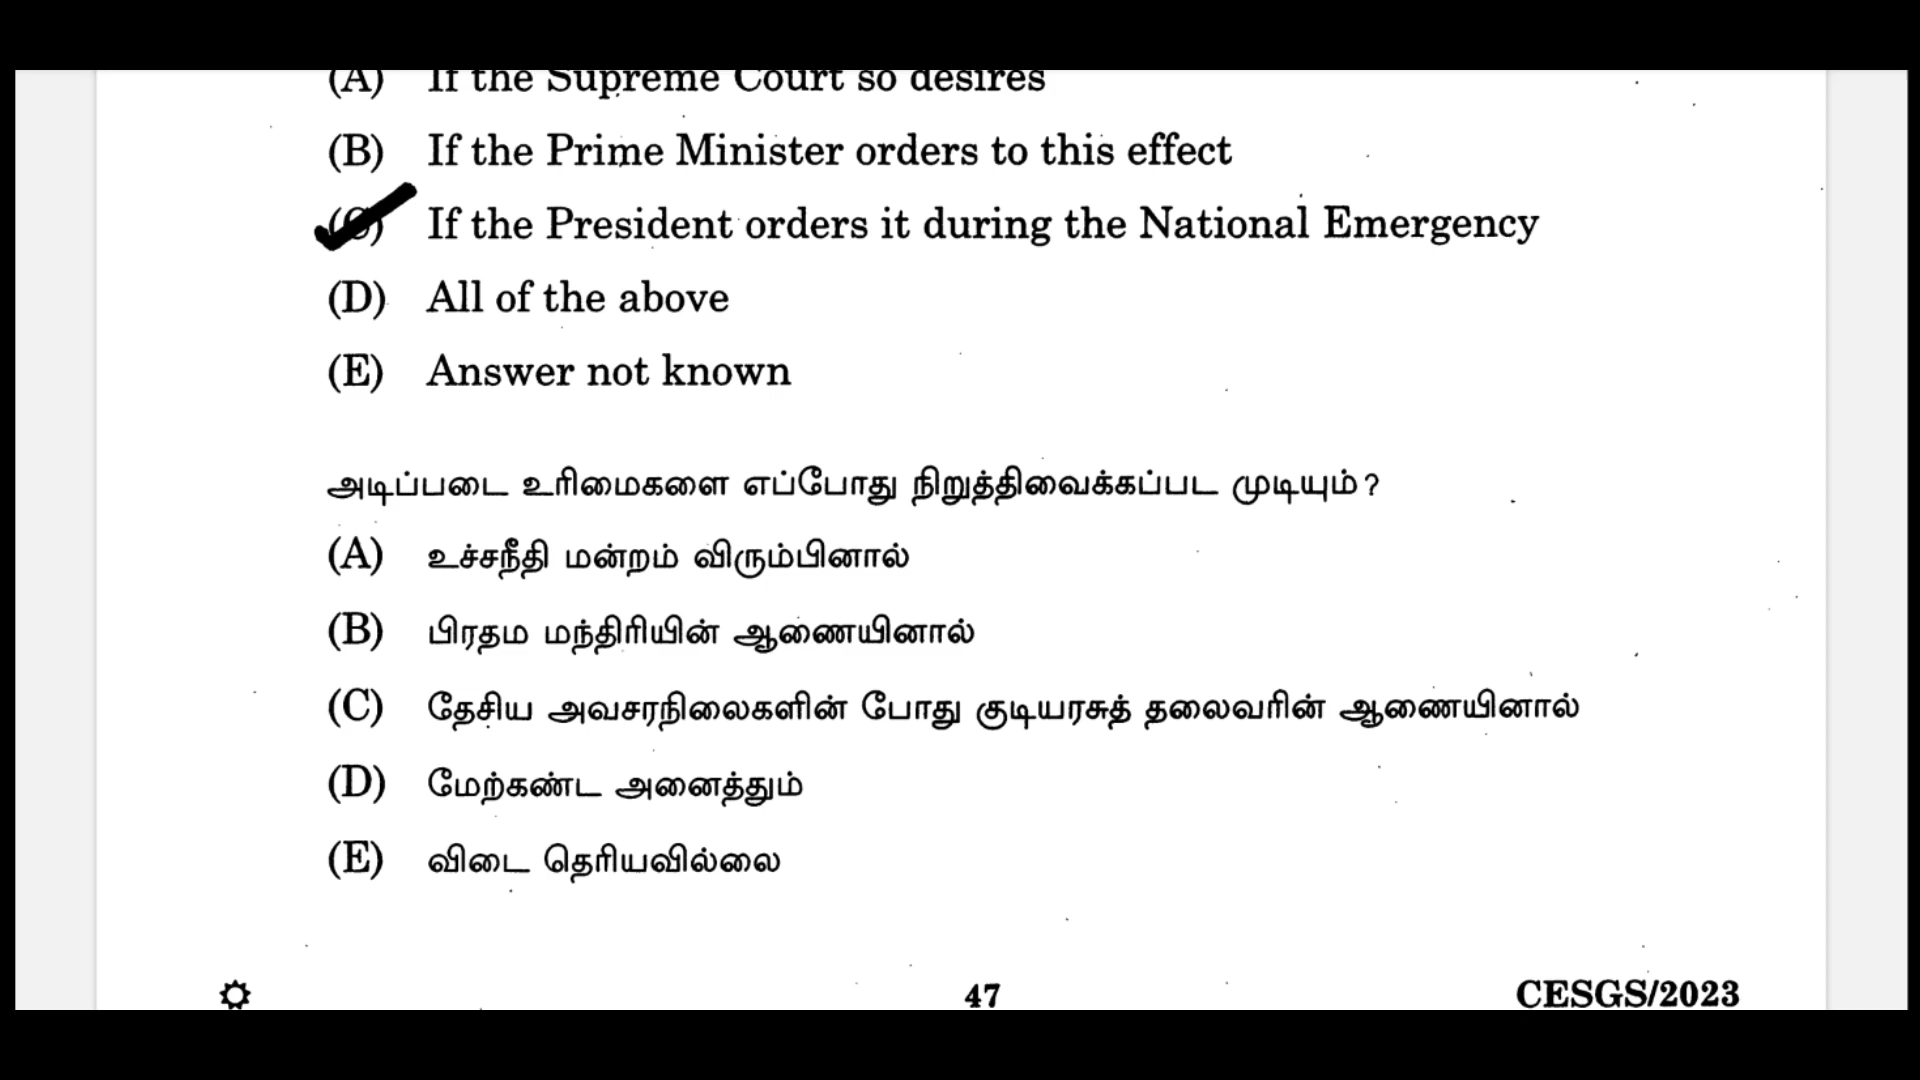 (A) If the Supreme Court so desires
(B) If the Prime Minister orders to this effect
(C) If the President orders it during the National Emergency
(D) All of the above
(E) Answer not known
அடிப்படை உரிமைகளை எப்போது நிறுத்திவைக்கப்பட முடியும்?
(A) உச்சநீதி மன்றம் விரும்பினால்
(B) பிரதம மந்திரியின் ஆணையினால்
(C) தேசிய அவசரநிலைகளின் போது குடியரசுத் தலைவரின் ஆணையினால்
(D) மேற்கண்ட அனைத்தும்
(E) விடை தெரியவில்லை
47 CESGS/2023